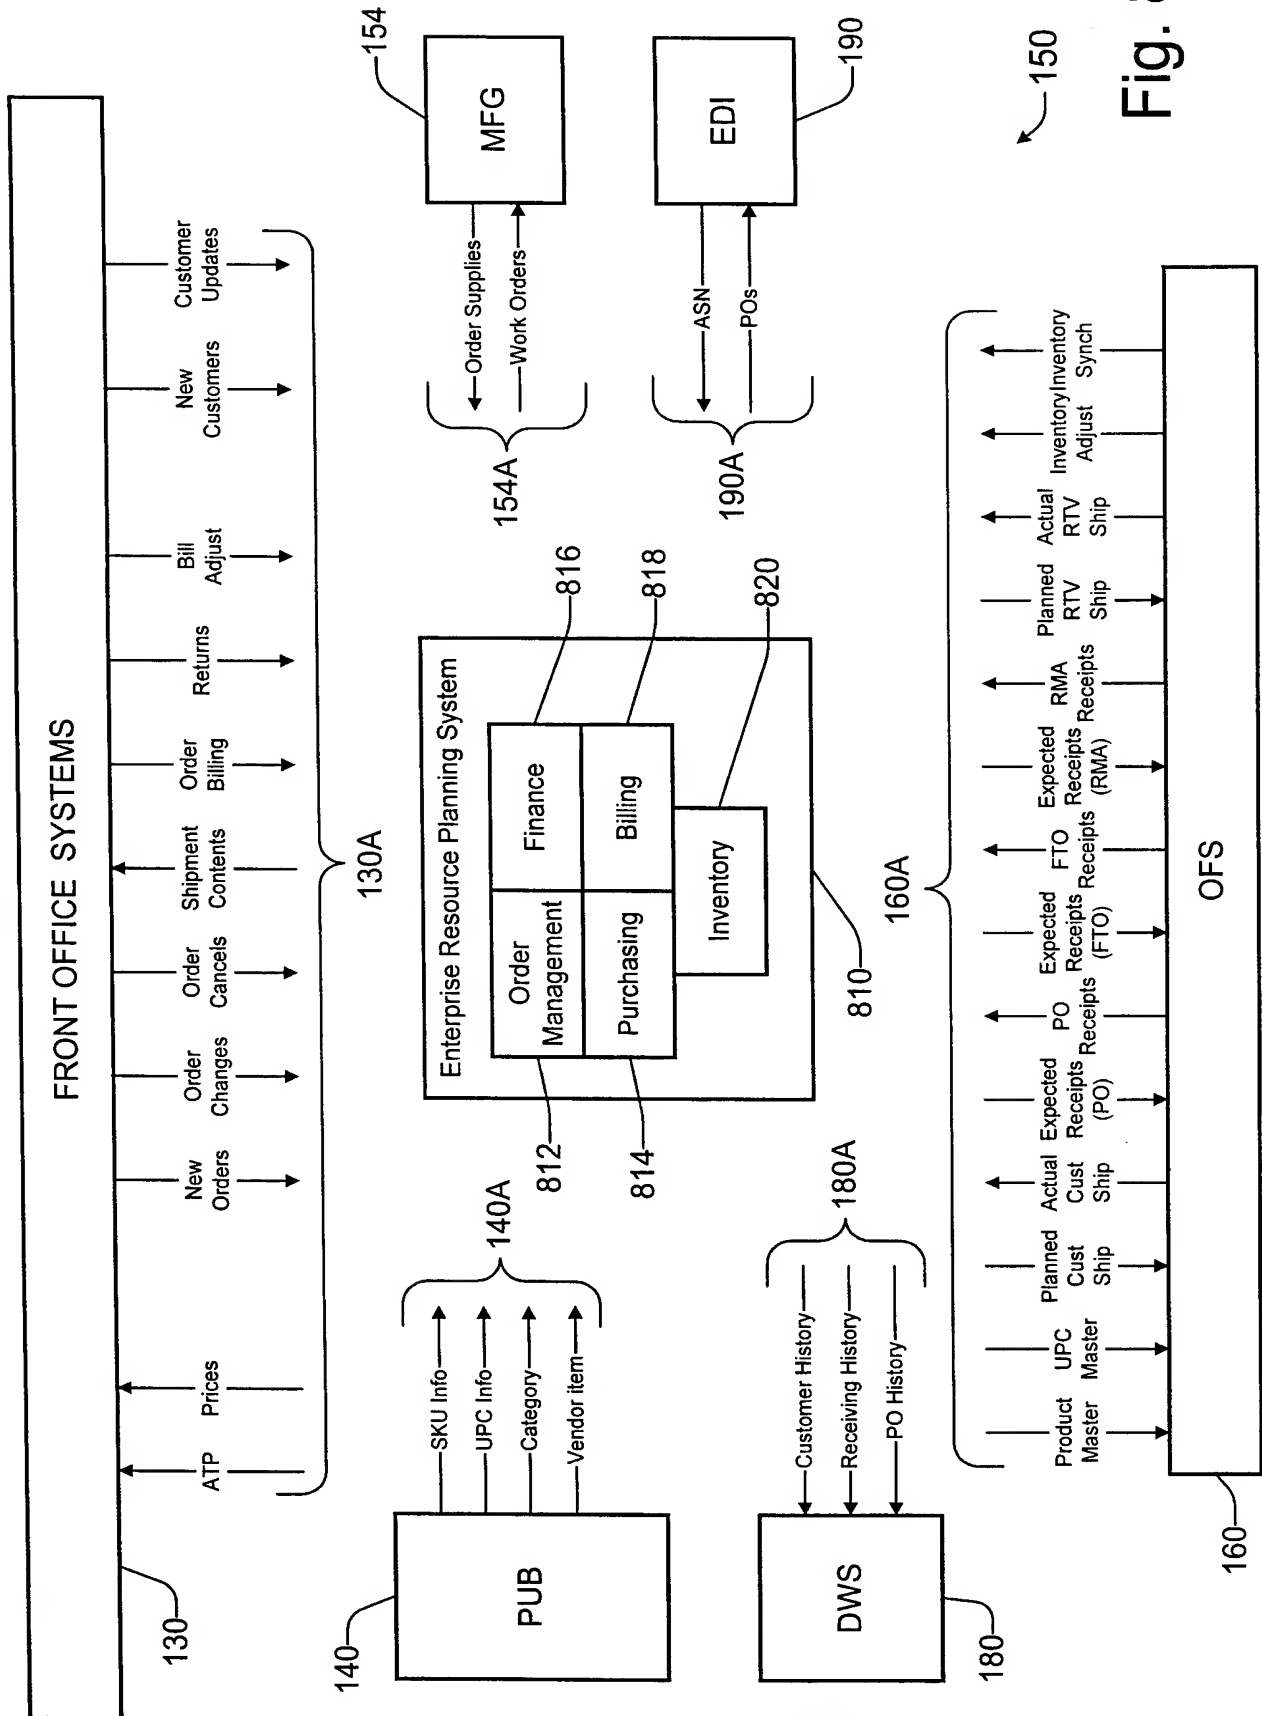 FRONT OFFICE SYSTEMS
130
ATP
Prices
New
Orders
Order
Changes
Order
Cancels
Shipment
Contents
Order
Billing
Returns
Bill
Adjust
New
Customers
Customer
Updates
130A
140
PUB
SKU Info
UPC Info
Category
Vendor item
140A
Enterprise Resource Planning System
Order
Management
Finance
Purchasing
Billing
Inventory
812
814
816
818
820
810
154A
Order Supplies
Work Orders
MFG
154
190A
ASN
POs
EDI
190
180
DWS
Customer History
Receiving History
PO History
180A
160A
Product
Master
UPC
Master
Planned
Cust
Ship
Actual
Cust
Ship
Expected
Receipts
(PO)
PO
Receipts
Expected
Receipts
(FTO)
FTO
Receipts
Expected
Receipts
(RMA)
RMA
Receipts
Planned
RTV
Ship
Actual
RTV
Ship
Inventory
Adjust
Inventory
Synch
160
OFS
150
Fig.